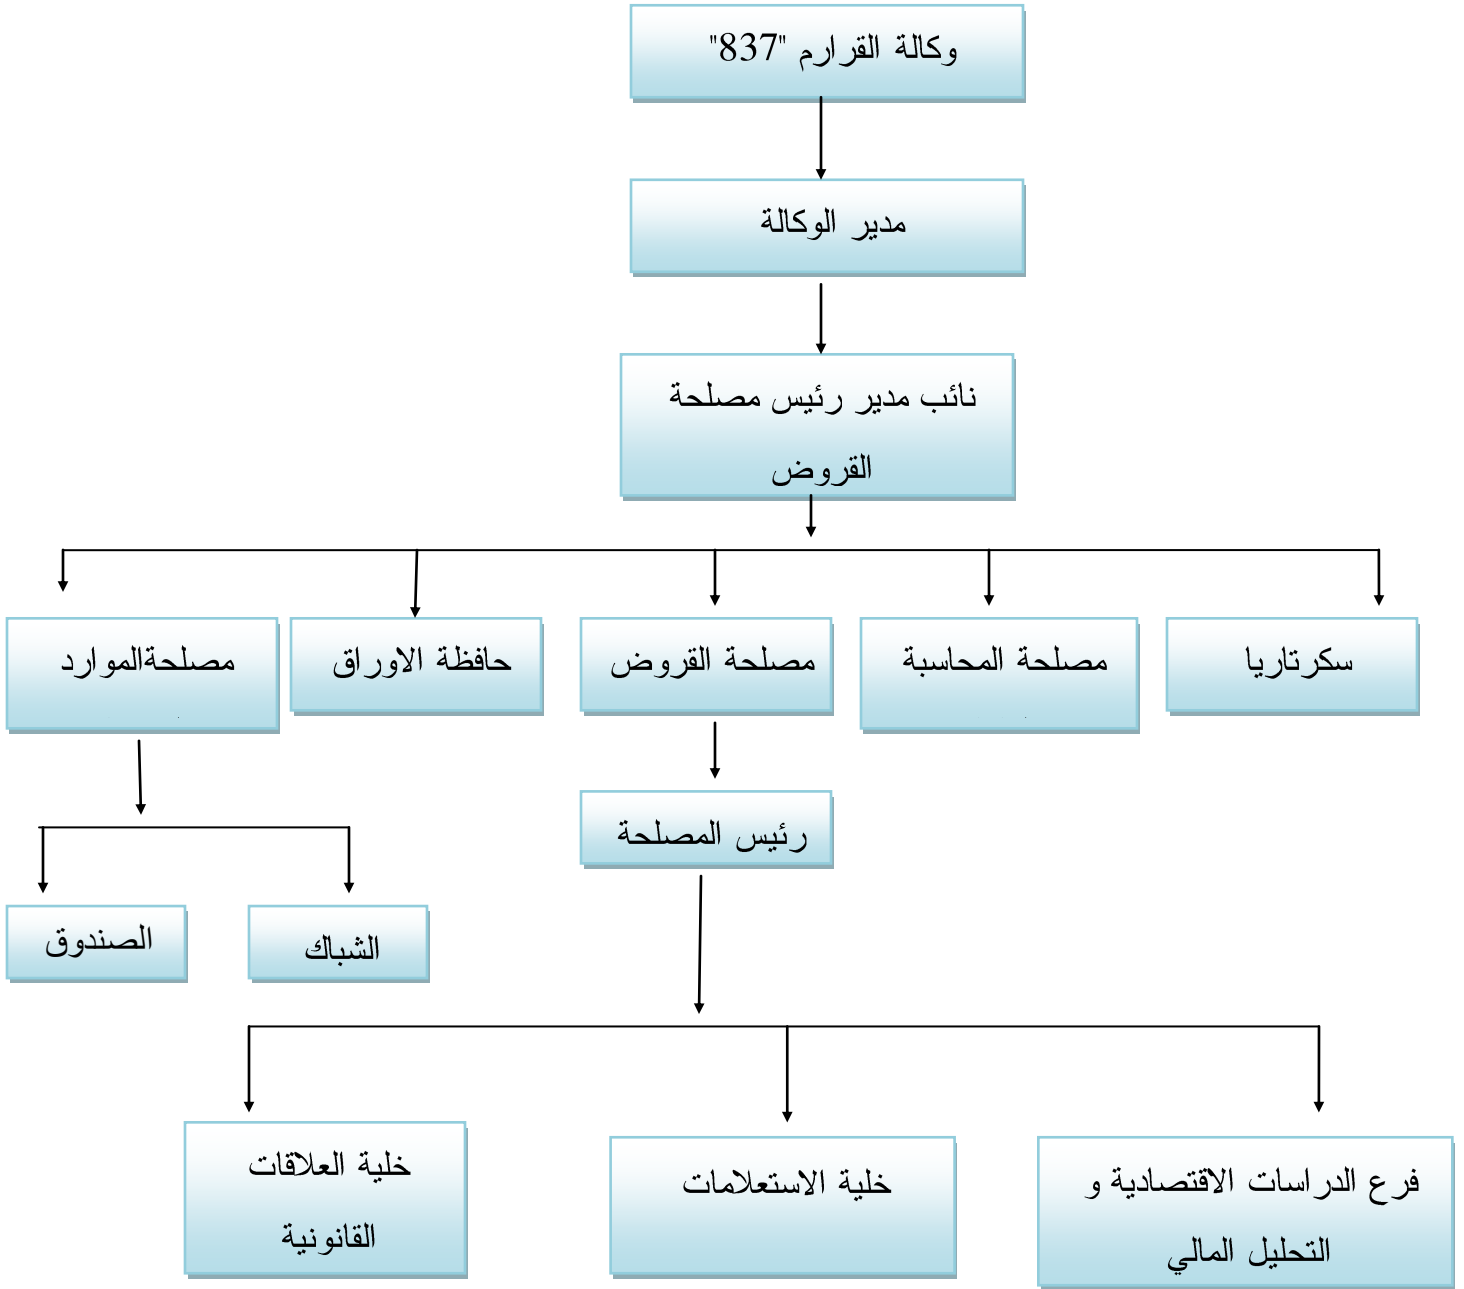 وكالة القرارم "837"
مدير الوكالة
نائب مدير رئيس مصلحة
القروض
سكرتاريا
مصلحة المحاسبة
مصلحة القروض
حافظة الاوراق
مصلحةالموارد
رئيس المصلحة
الشباك
الصندوق
فرع الدراسات الاقتصادية و
التحليل المالي
خلية الاستعلامات
خلية العلاقات
القانونية